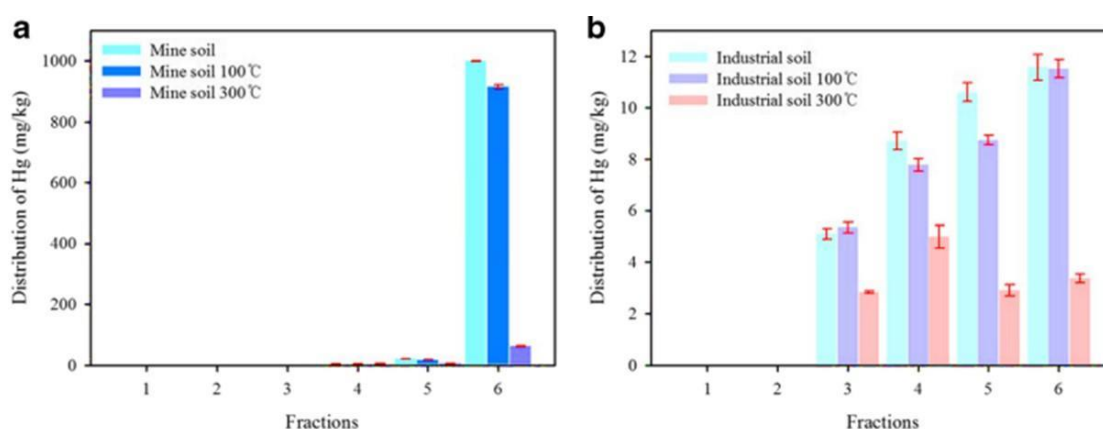 a
Mine soil
Mine soil 100℃
Mine soil 300℃
Distribution of Hg (mg/kg)
1000
800
600
400
200
0
1 2 3 4 5 6
Fractions
b
Industrial soil
Industrial soil 100℃
Industrial soil 300℃
Distribution of Hg (mg/kg)
12
10
8
6
4
2
0
1 2 3 4 5 6
Fractions